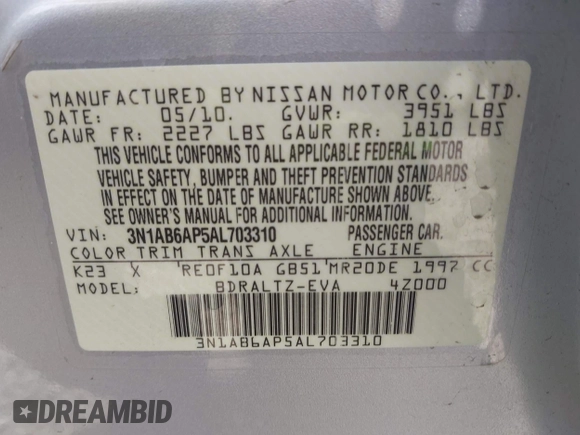 MANUFACTURED BY NISSAN MOTOR CO., LTD.
DATE: 05/10. GVWR: 3951 LBS
GAWR FR: 2227 LBS GAWR RR: 1810 LBS
THIS VEHICLE CONFORMS TO ALL APPLICABLE FEDERAL MOTOR
VEHICLE SAFETY, BUMPER AND THEFT PREVENTION STANDARDS
IN EFFECT ON THE DATE OF MANUFACTURE SHOWN ABOVE.
SEE OWNER'S MANUAL FOR ADDITIONAL INFORMATION.
VIN: 3N1AB6AP5AL703310 PASSENGER CAR.
COLOR TRIM TRANS AXLE ENGINE
K23 X RE0F10A GB51 MR20DE 1997 CC
MODEL: BDRALTZ-EVA 4Z000
3N1AB6AP5AL703310
DREAMBID